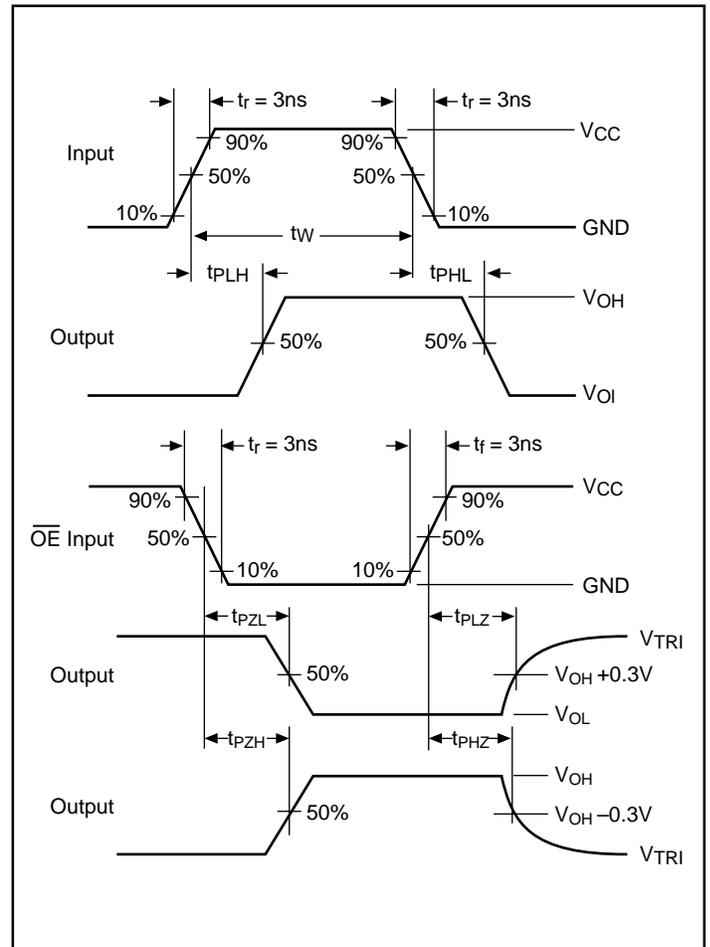 tr = 3ns tr = 3ns
VCC
90% 90%
Input
50% 50%
10% 10%
GND
tW
tPLH tPHL
VOH
Output 50% 50%
VOI
tr = 3ns tf = 3ns
VCC
90% 90%
O̅E̅ Input 50% 50%
10% 10%
GND
tPZL tPLZ
VTRI
Output 50% VOH +0.3V
VOL
tPZH tPHZ
VOH
Output 50% VOH –0.3V
VTRI